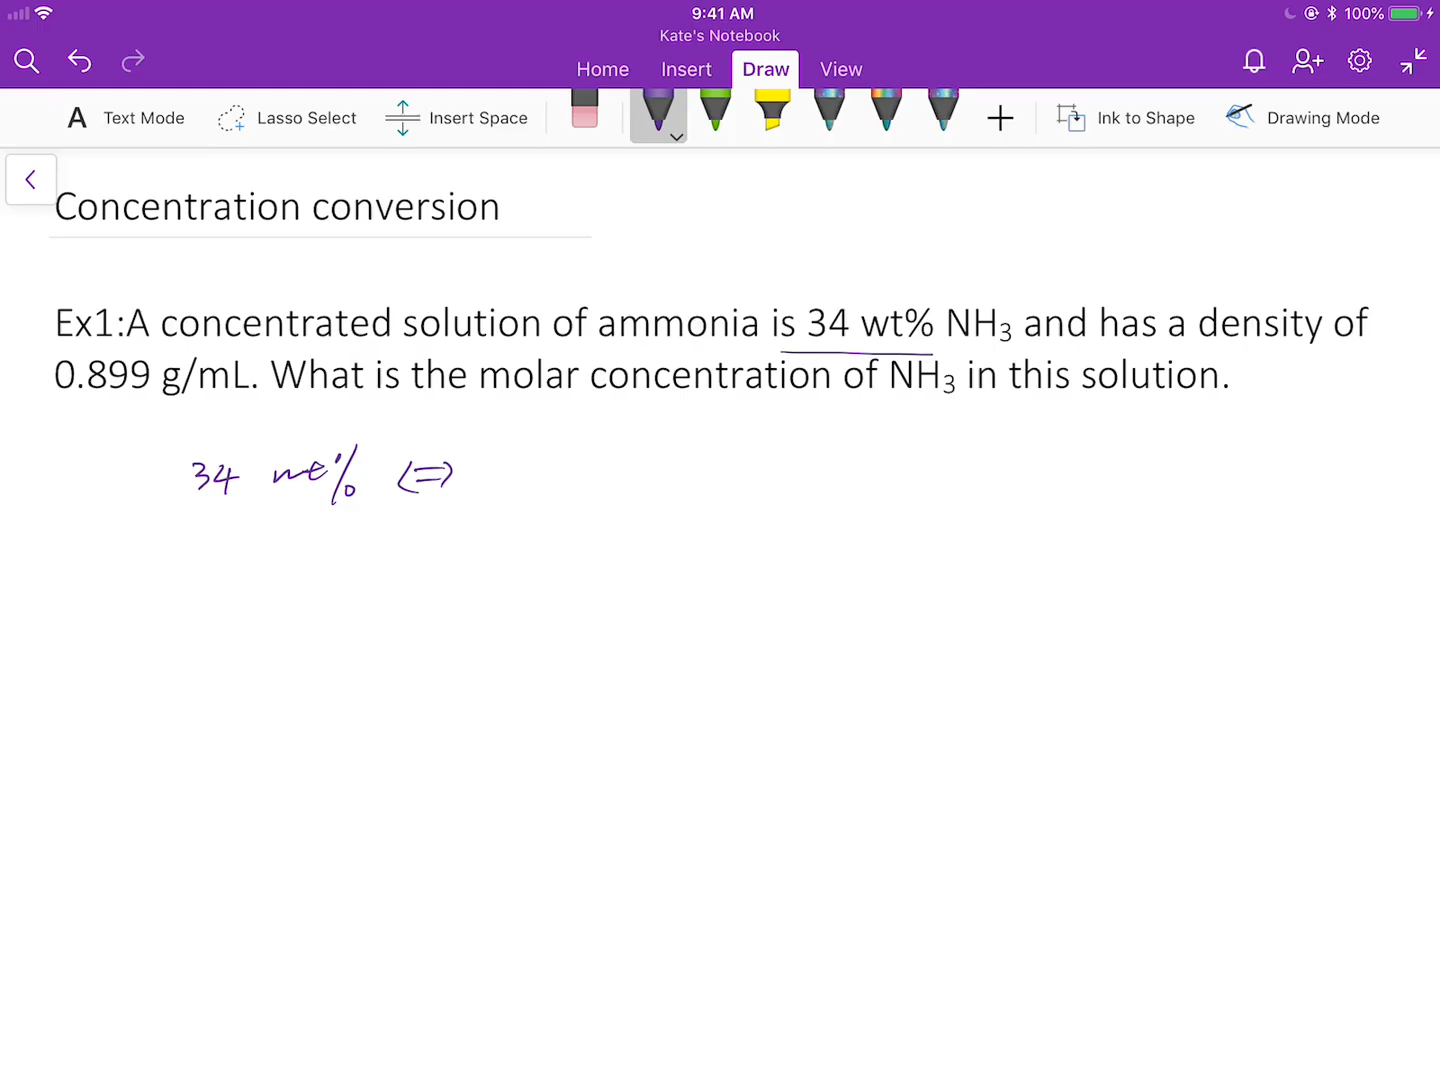 9:41 AM
100%
Kate's Notebook
Home Insert Draw View
A Text Mode Lasso Select Insert Space Ink to Shape Drawing Mode
Concentration conversion
Ex1:A concentrated solution of ammonia is 34 wt% NH₃ and has a density of
0.899 g/mL. What is the molar concentration of NH₃ in this solution.
34 wt% <=>